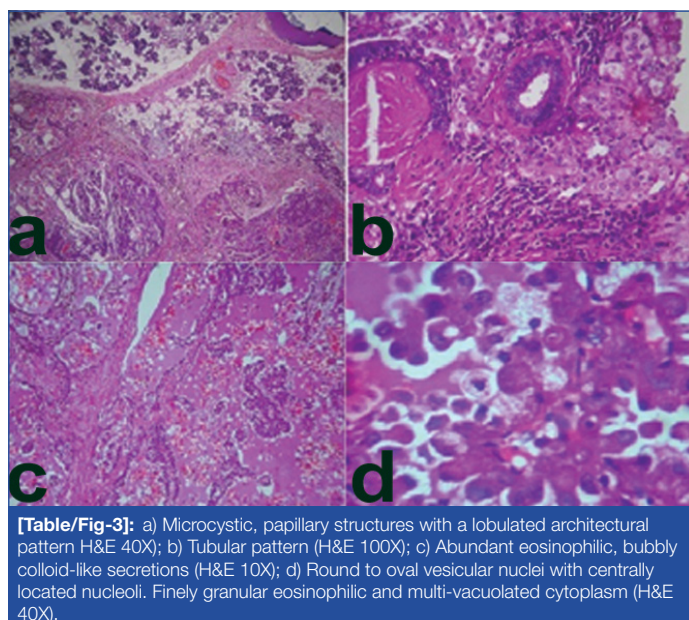 a
b
c
d
[Table/Fig-3]: a) Microcystic, papillary structures with a lobulated architectural
pattern H&E 40X); b) Tubular pattern (H&E 100X); c) Abundant eosinophilic, bubbly
colloid-like secretions (H&E 10X); d) Round to oval vesicular nuclei with centrally
located nucleoli. Finely granular eosinophilic and multi-vacuolated cytoplasm (H&E
40X).